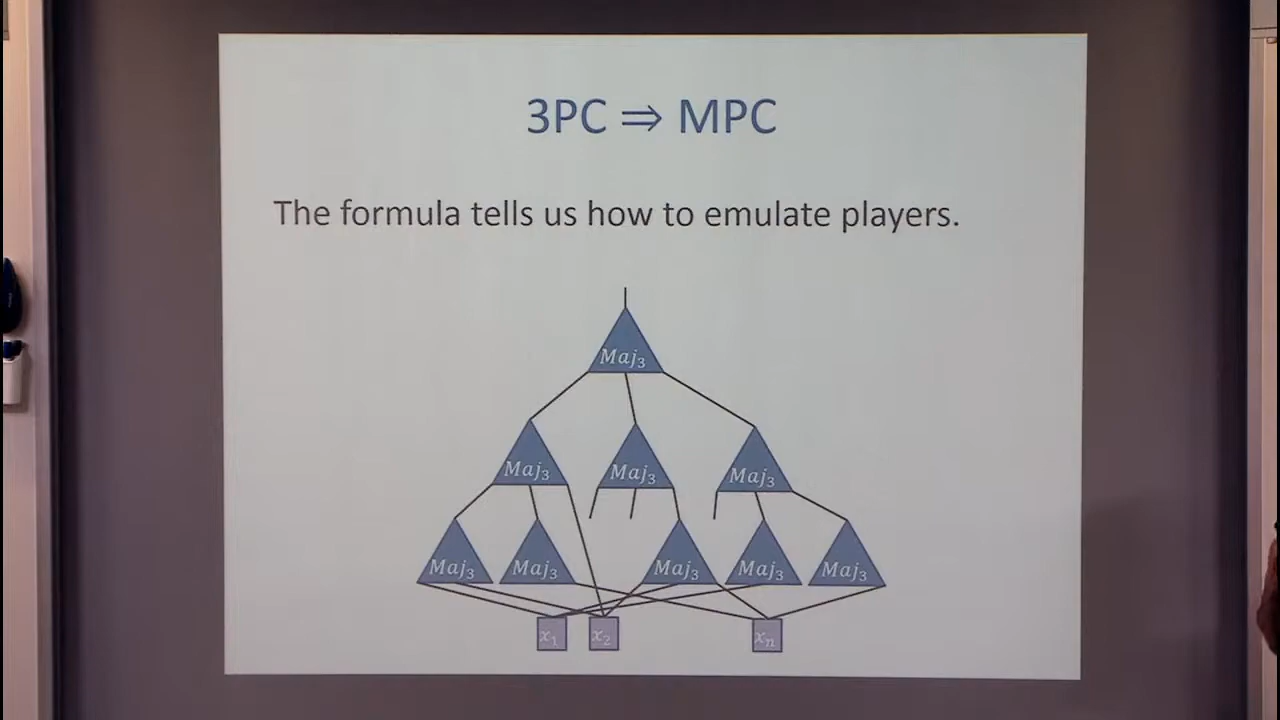 3PC ⇒ MPC
The formula tells us how to emulate players.
Maj₃
Maj₃ Maj₃ Maj₃
Maj₃ Maj₃ Maj₃ Maj₃ Maj₃
x₁ x₂ xₙ